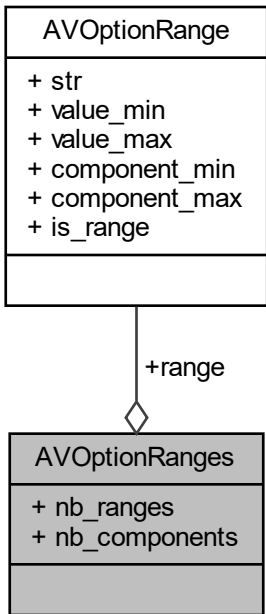 AVOptionRange
+ str
+ value_min
+ value_max
+ component_min
+ component_max
+ is_range
+range
AVOptionRanges
+ nb_ranges
+ nb_components